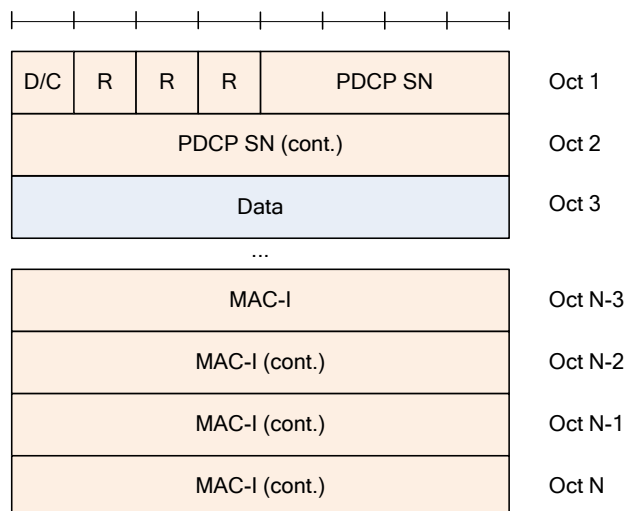 D/C R R R PDCP SN Oct 1
PDCP SN (cont.) Oct 2
Data Oct 3
...
MAC-I Oct N-3
MAC-I (cont.) Oct N-2
MAC-I (cont.) Oct N-1
MAC-I (cont.) Oct N